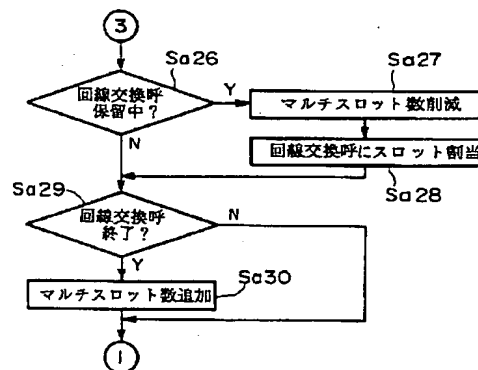 3
Sa26
回線交換呼
保留中?
Y
N
Sa27
マルチスロット数削減
回線交換呼にスロット割当
Sa28
Sa29
回線交換呼
終了?
N
Y
Sa30
マルチスロット数追加
1